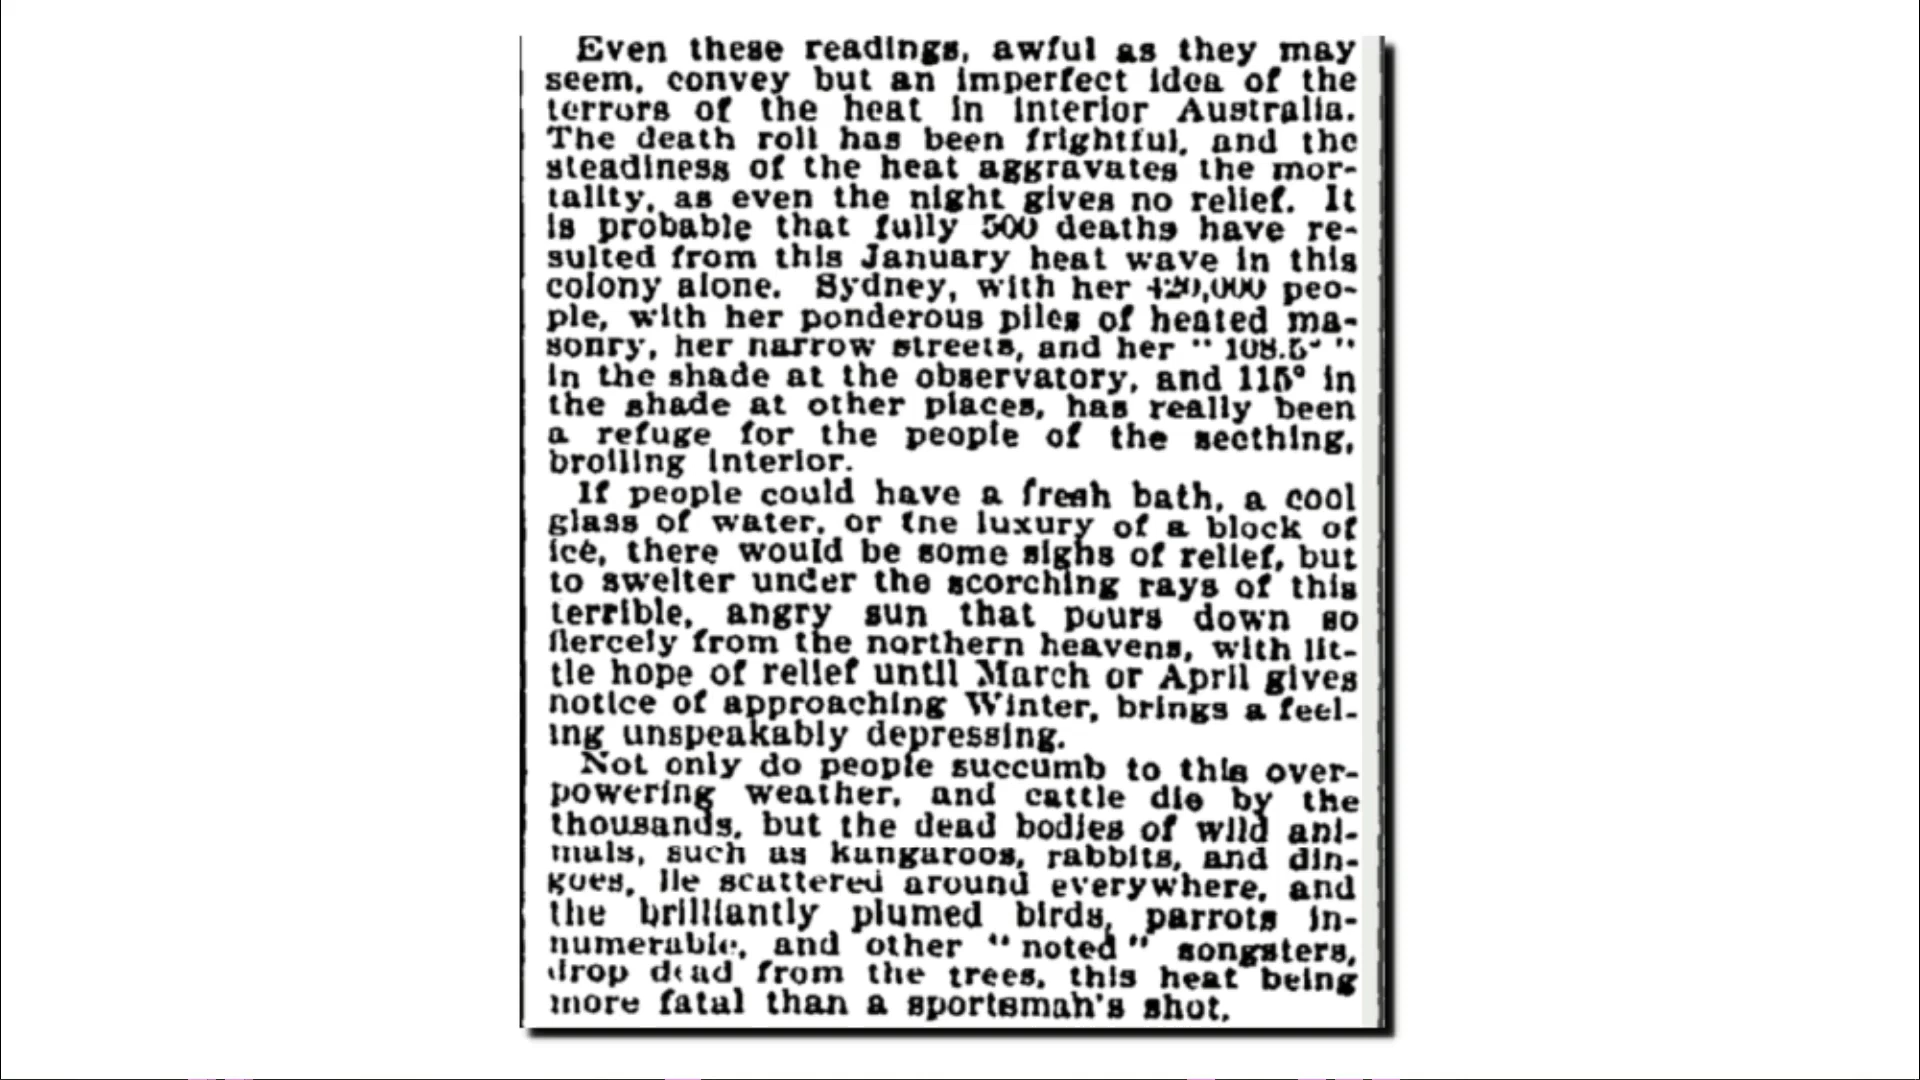 Even these readings, awful as they may
seem, convey but an imperfect idea of the
terrors of the heat in interior Australia.
The death roll has been frightful, and the
steadiness of the heat aggravates the mor-
tality, as even the night gives no relief. It
is probable that fully 500 deaths have re-
sulted from this January heat wave in this
colony alone. Sydney, with her 420,000 peo-
ple, with her ponderous piles of heated ma-
sonry, her narrow streets, and her " 108.5° "
in the shade at the observatory, and 115° in
the shade at other places, has really been
a refuge for the people of the seething,
broiling interior.
If people could have a fresh bath, a cool
glass of water, or the luxury of a block of
ice, there would be some sighs of relief, but
to swelter under the scorching rays of this
terrible, angry sun that pours down so
fiercely from the northern heavens, with lit-
tle hope of relief until March or April gives
notice of approaching Winter, brings a feel-
ing unspeakably depressing.
Not only do people succumb to this over-
powering weather, and cattle die by the
thousands, but the dead bodies of wild ani-
mals, such as kangaroos, rabbits, and din-
goes, lie scattered around everywhere, and
the brilliantly plumed birds, parrots in-
numerable, and other " noted " songsters,
drop dead from the trees, this heat being
more fatal than a sportsman's shot.